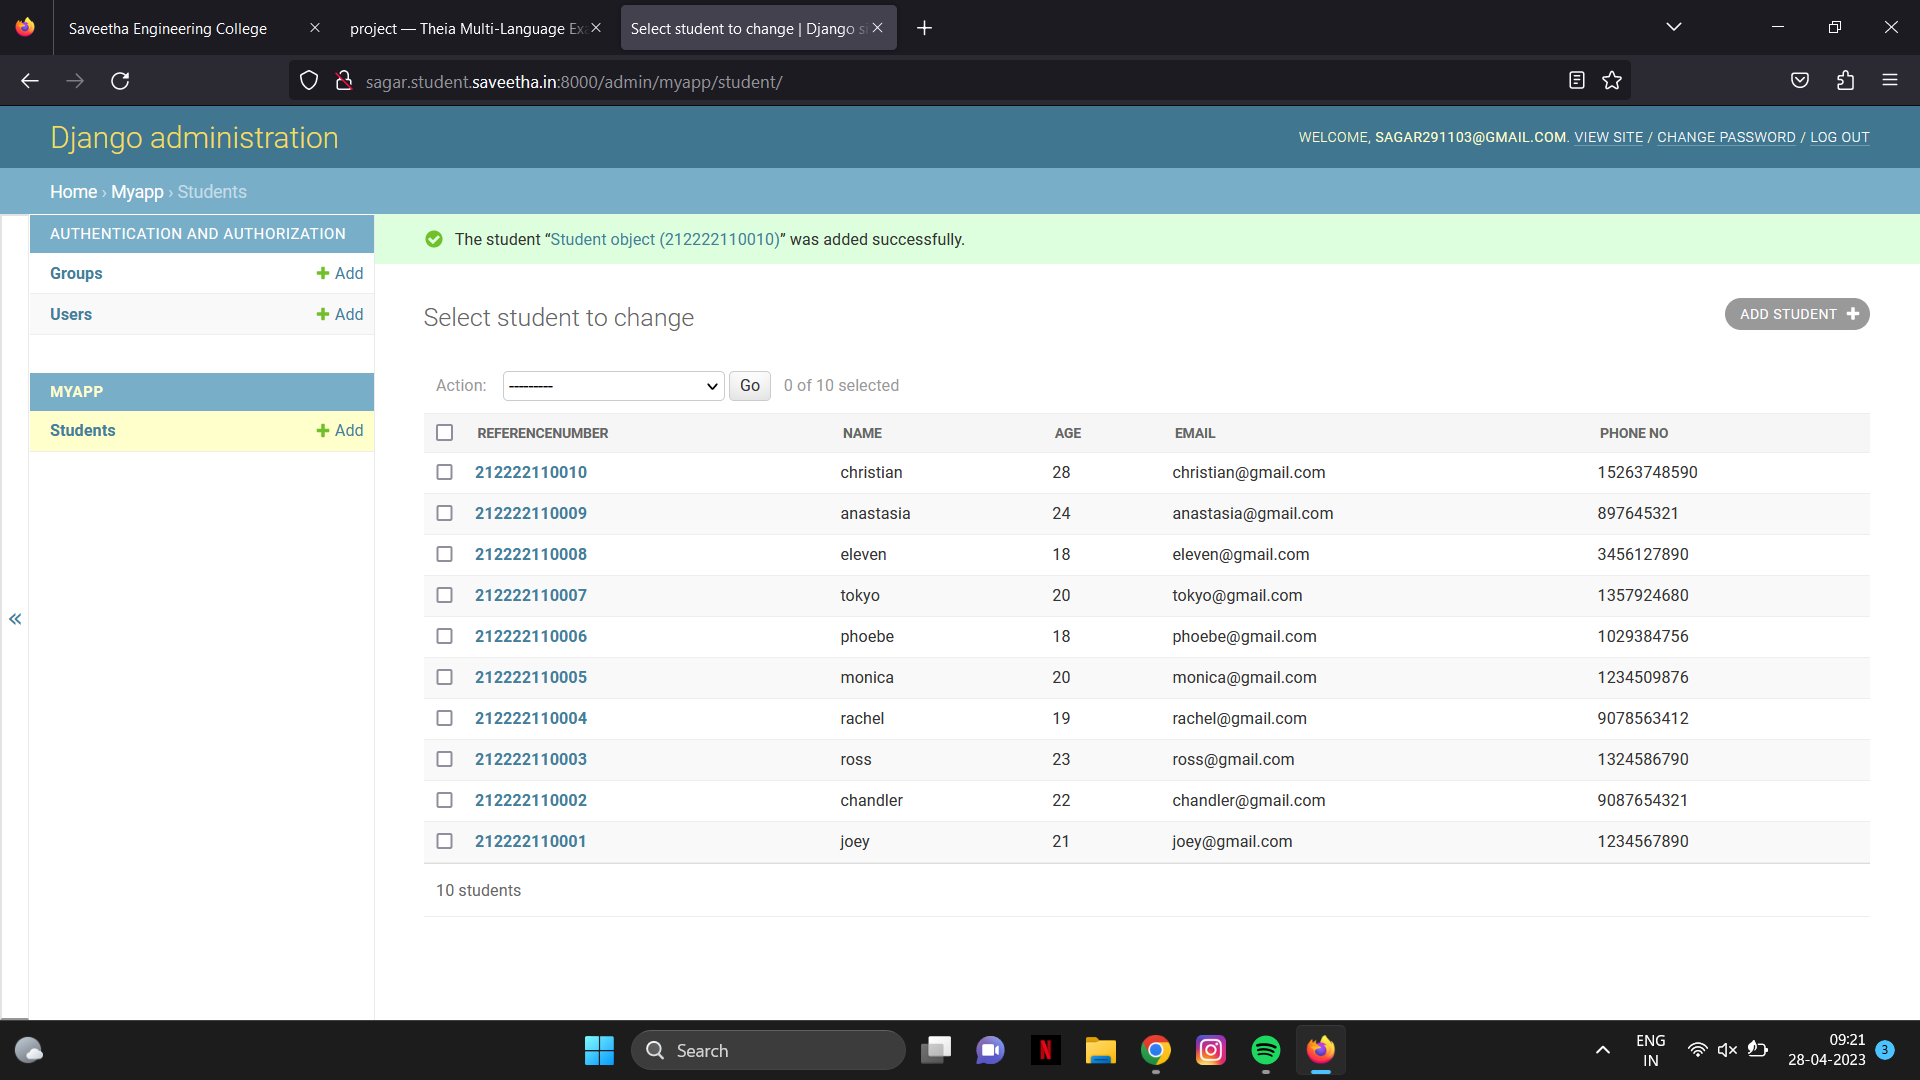 Saveetha Engineering College
project — Theia Multi-Language Ex
Select student to change | Django si
sagar.student.saveetha.in:8000/admin/myapp/student/
Django administration
WELCOME, SAGAR291103@GMAIL.COM. VIEW SITE / CHANGE PASSWORD / LOG OUT
Home › Myapp › Students
AUTHENTICATION AND AUTHORIZATION
Groups + Add
Users + Add
MYAPP
Students + Add
«
The student “Student object (212222110010)” was added successfully.
Select student to change
ADD STUDENT +
Action: --------- Go 0 of 10 selected
REFERENCENUMBER NAME AGE EMAIL PHONE NO
212222110010 christian 28 christian@gmail.com 15263748590
212222110009 anastasia 24 anastasia@gmail.com 897645321
212222110008 eleven 18 eleven@gmail.com 3456127890
212222110007 tokyo 20 tokyo@gmail.com 1357924680
212222110006 phoebe 18 phoebe@gmail.com 1029384756
212222110005 monica 20 monica@gmail.com 1234509876
212222110004 rachel 19 rachel@gmail.com 9078563412
212222110003 ross 23 ross@gmail.com 1324586790
212222110002 chandler 22 chandler@gmail.com 9087654321
212222110001 joey 21 joey@gmail.com 1234567890
10 students
Search
N
ENG
IN
09:21
28-04-2023
3